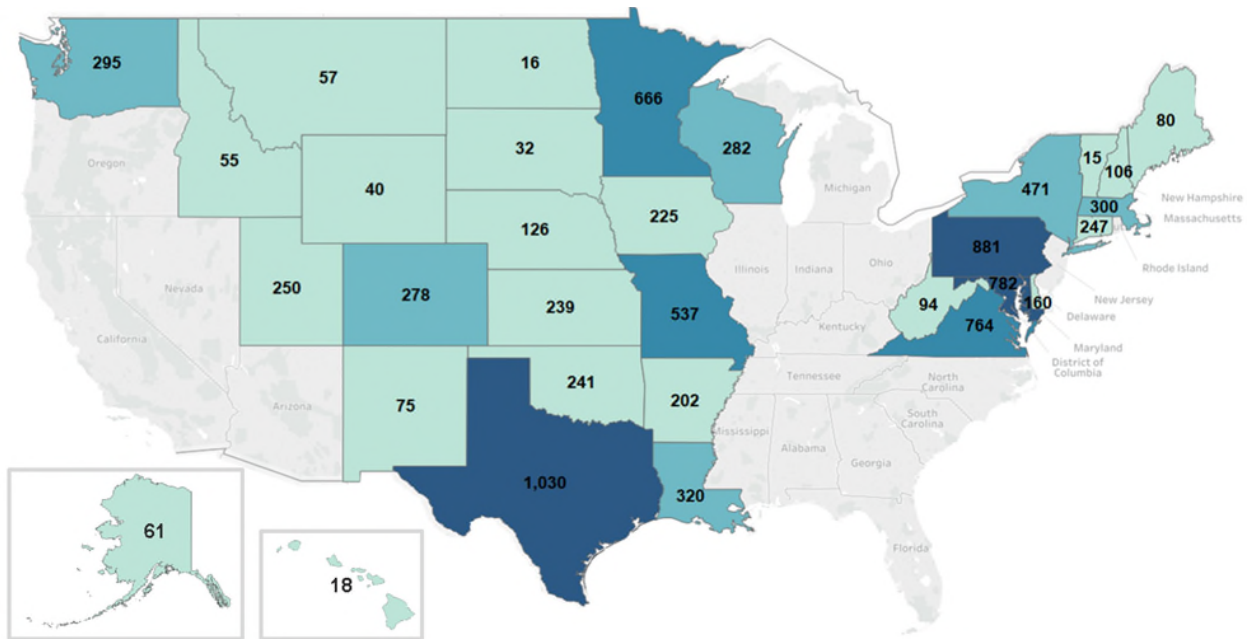 295
57
16
666
80
Oregon
55
32
282
15
106
40
Michigan
471
New Hampshire
300
Massachusetts
225
247
126
881
Rhode Island
Nevada
250
278
Illinois
Indiana
Ohio
782
160
New Jersey
239
537
94
764
Delaware
California
Kentucky
Maryland
District of
Columbia
Tennessee
North
Carolina
241
202
75
Arizona
South
Carolina
Mississippi
Alabama
Georgia
1,030
320
61
18
Florida